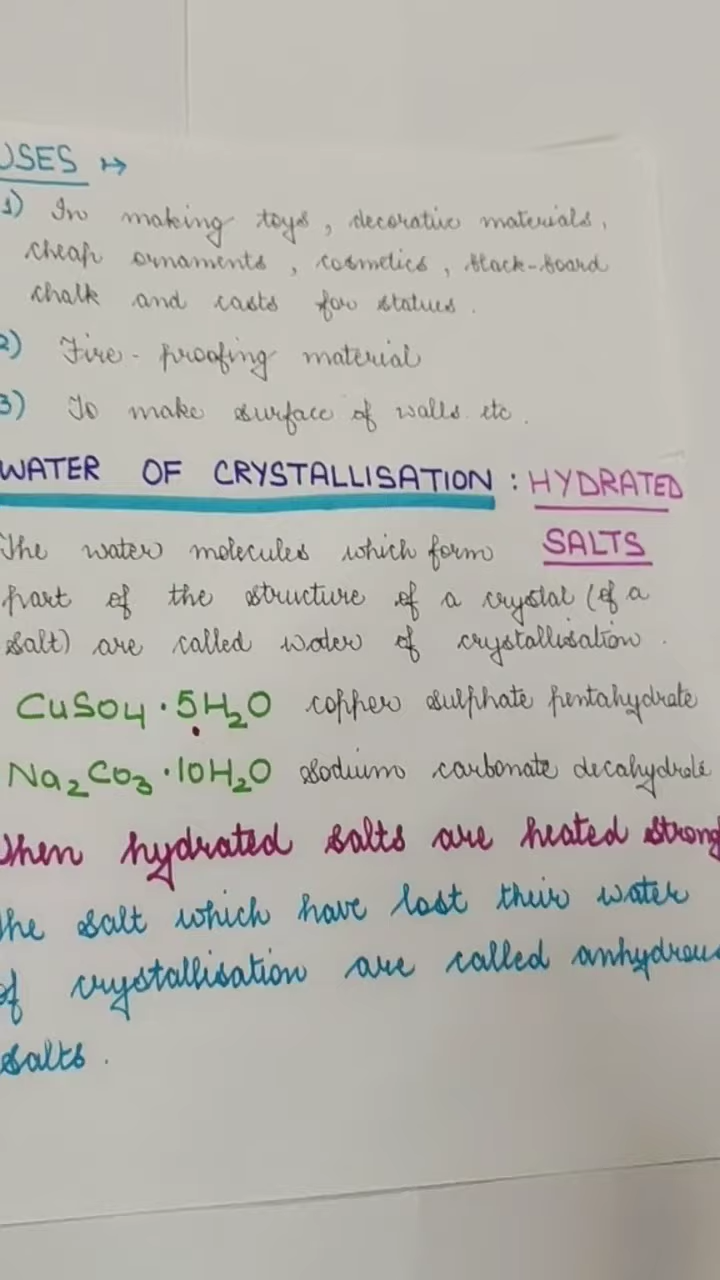 USES ↦
1) In making toys, decorative materials,
cheap ornaments, cosmetics, black-board
chalk and casts for statues.
2) Fire-proofing material
3) To make surface of walls etc.
WATER OF CRYSTALLISATION : HYDRATED
SALTS
The water molecules which form
part of the structure of a crystal (of a
salt) are called water of crystallisation.
CuSO4·5H₂O copper sulphate pentahydrate
Na₂CO₃·10H₂O sodium carbonate decahydrate
When hydrated salts are heated strong
The salt which have lost their water
of crystallisation are called anhydrous
salts.